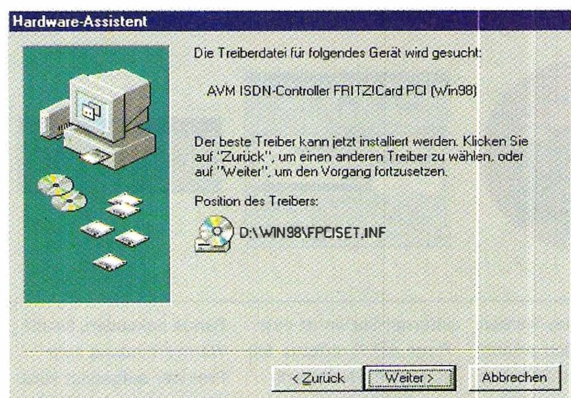 Hardware-Assistent
Die Treiberdatei für folgendes Gerät wird gesucht:
AVM ISDN-Controller FRITZ!Card PCI (Win98)
Der beste Treiber kann jetzt installiert werden. Klicken Sie
auf "Zurück", um einen anderen Treiber zu wählen, oder
auf "Weiter", um den Vorgang fortzusetzen.
Position des Treibers:
D:\WIN98\FPCISET.INF
< Zurück
Weiter >
Abbrechen